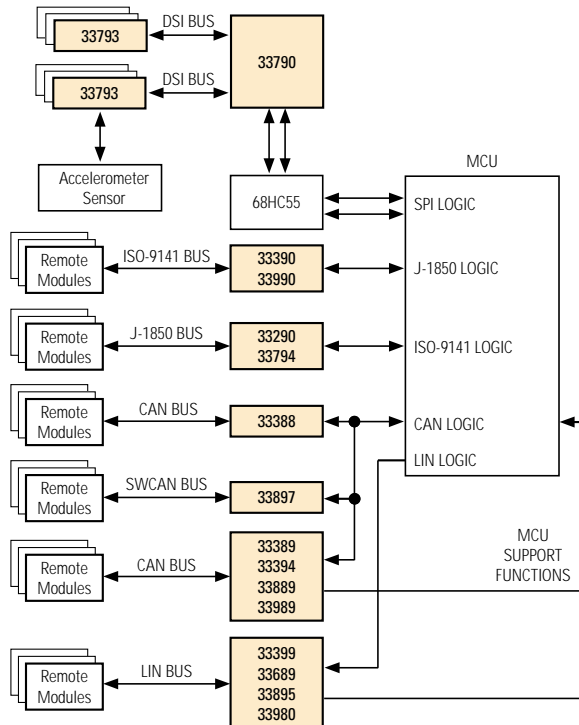 33793
DSI BUS
33790
33793
DSI BUS
Accelerometer
Sensor
68HC55
MCU
SPI LOGIC
Remote
Modules
ISO-9141 BUS
33390
33990
J-1850 LOGIC
Remote
Modules
J-1850 BUS
33290
33794
ISO-9141 LOGIC
Remote
Modules
CAN BUS
33388
CAN LOGIC
LIN LOGIC
Remote
Modules
SWCAN BUS
33897
Remote
Modules
CAN BUS
33389
33394
33889
33989
MCU
SUPPORT
FUNCTIONS
Remote
Modules
LIN BUS
33399
33689
33895
33980